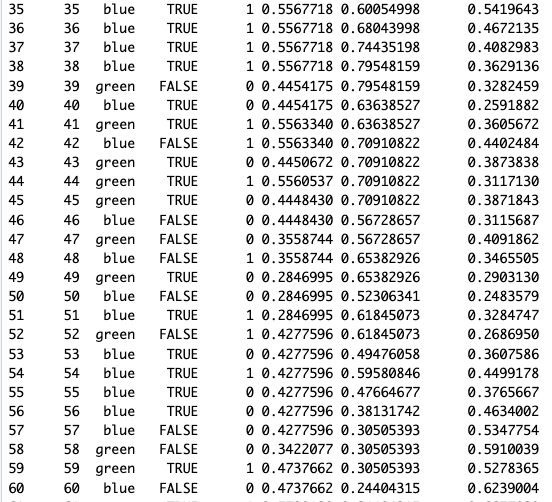 35 35 blue TRUE 1 0.5567718 0.60054998 0.5419643
36 36 blue TRUE 1 0.5567718 0.68043998 0.4672135
37 37 blue TRUE 1 0.5567718 0.74435198 0.4082983
38 38 blue TRUE 1 0.5567718 0.79548159 0.3629136
39 39 green FALSE 0 0.4454175 0.79548159 0.3282459
40 40 blue TRUE 0 0.4454175 0.63638527 0.2591882
41 41 green TRUE 1 0.5563340 0.63638527 0.3605672
42 42 blue FALSE 1 0.5563340 0.70910822 0.4402484
43 43 green TRUE 0 0.4450672 0.70910822 0.3873838
44 44 green TRUE 1 0.5560537 0.70910822 0.3117130
45 45 green TRUE 0 0.4448430 0.70910822 0.3871843
46 46 blue FALSE 0 0.4448430 0.56728657 0.3115687
47 47 green FALSE 0 0.3558744 0.56728657 0.4091862
48 48 blue FALSE 1 0.3558744 0.65382926 0.3465505
49 49 green TRUE 0 0.2846995 0.65382926 0.2903130
50 50 blue FALSE 0 0.2846995 0.52306341 0.2483579
51 51 blue TRUE 1 0.2846995 0.61845073 0.3284747
52 52 green FALSE 1 0.4277596 0.61845073 0.2686950
53 53 blue TRUE 0 0.4277596 0.49476058 0.3607586
54 54 blue TRUE 1 0.4277596 0.59580846 0.4499178
55 55 blue TRUE 0 0.4277596 0.47664677 0.3765667
56 56 blue TRUE 0 0.4277596 0.38131742 0.4634002
57 57 blue FALSE 0 0.4277596 0.30505393 0.5347754
58 58 green FALSE 0 0.3422077 0.30505393 0.5910039
59 59 green TRUE 1 0.4737662 0.30505393 0.5278365
60 60 blue FALSE 0 0.4737662 0.24404315 0.6239004